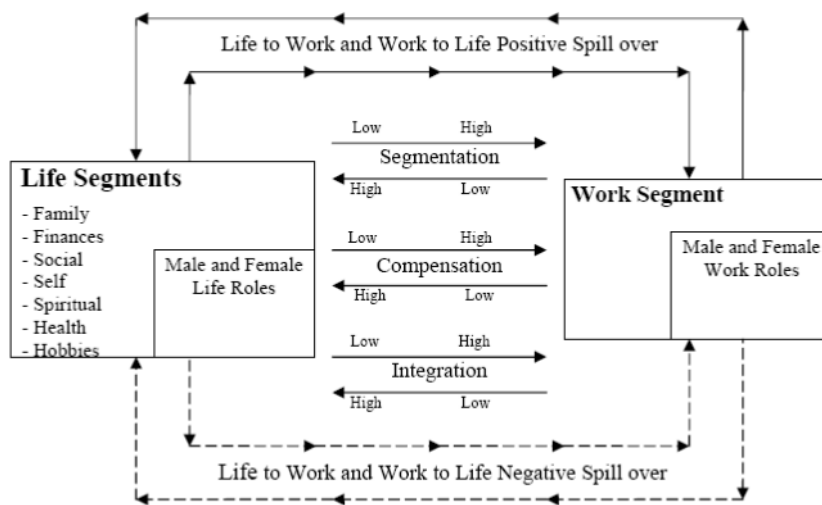 Life to Work and Work to Life Positive Spill over
Low High
Segmentation
High Low
Life Segments
- Family
- Finances
- Social
- Self
- Spiritual
- Health
- Hobbies
Male and Female
Life Roles
Low High
Compensation
High Low
Work Segment
Male and Female
Work Roles
Low High
Integration
High Low
Life to Work and Work to Life Negative Spill over